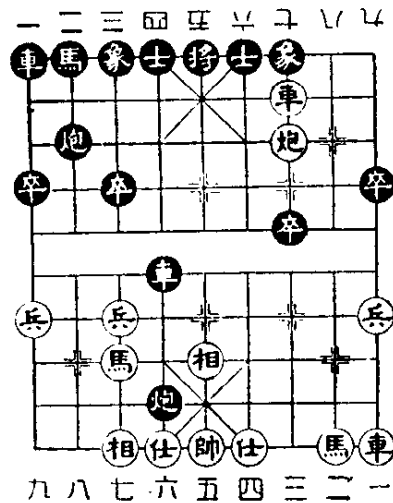 一 二 三 四 五 六 七 八 九
車 馬 象 士 将 士 象
車
炮 炮
卒 卒 卒
卒
車
兵 兵 兵
馬 相
炮
相 仕 帥 仕 馬 車
九 八 七 六 五 四 三 二 一